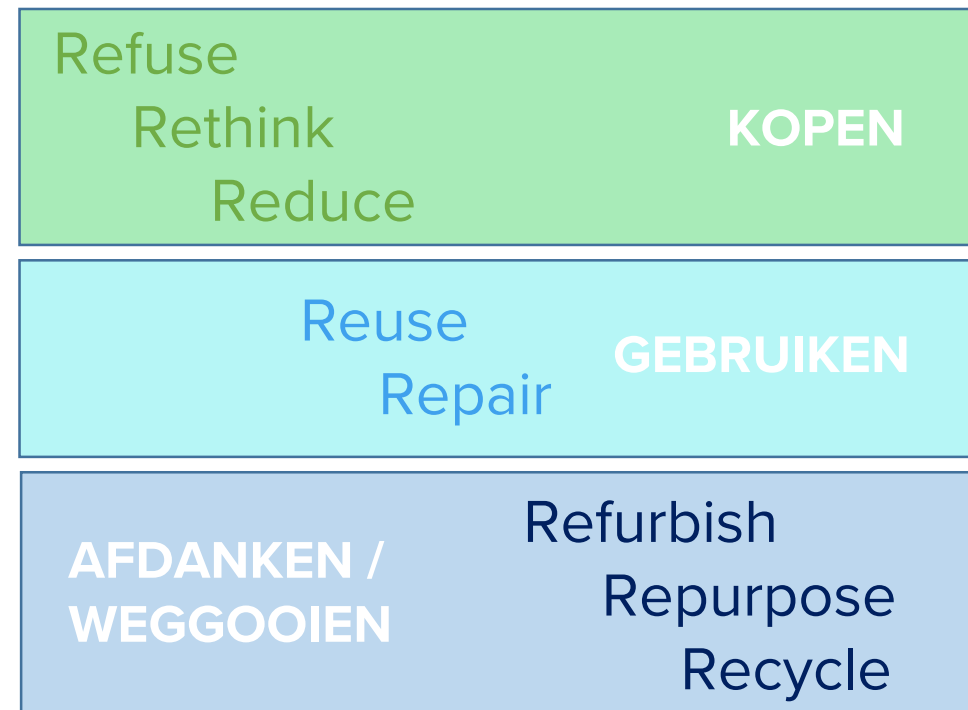 Refuse
Rethink
KOPEN
Reduce
Reuse
GEBRUIKEN
Repair
AFDANKEN /
WEGGOOIEN
Refurbish
Repurpose
Recycle